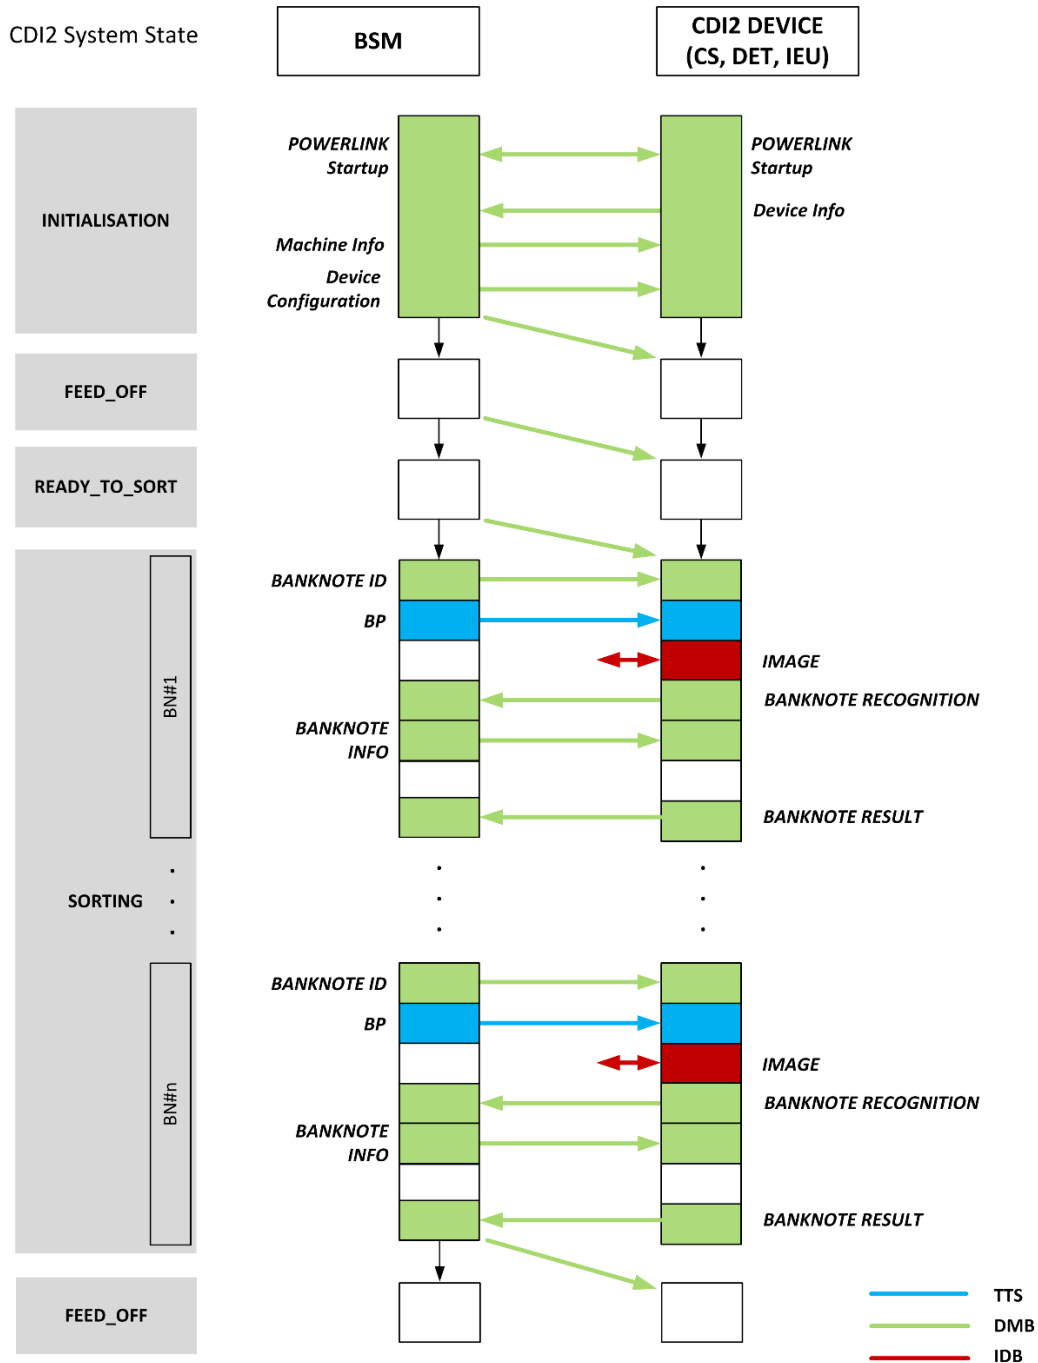 CDI2 System State
BSM
CDI2 DEVICE
(CS, DET, IEU)
INITIALISATION
POWERLINK
Startup
POWERLINK
Startup
Device Info
Machine Info
Device
Configuration
FEED_OFF
READY_TO_SORT
SORTING
BN#1
BANKNOTE ID
BP
IMAGE
BANKNOTE RECOGNITION
BANKNOTE
INFO
BANKNOTE RESULT
BN#n
BANKNOTE ID
BP
IMAGE
BANKNOTE RECOGNITION
BANKNOTE
INFO
BANKNOTE RESULT
FEED_OFF
TTS
DMB
IDB